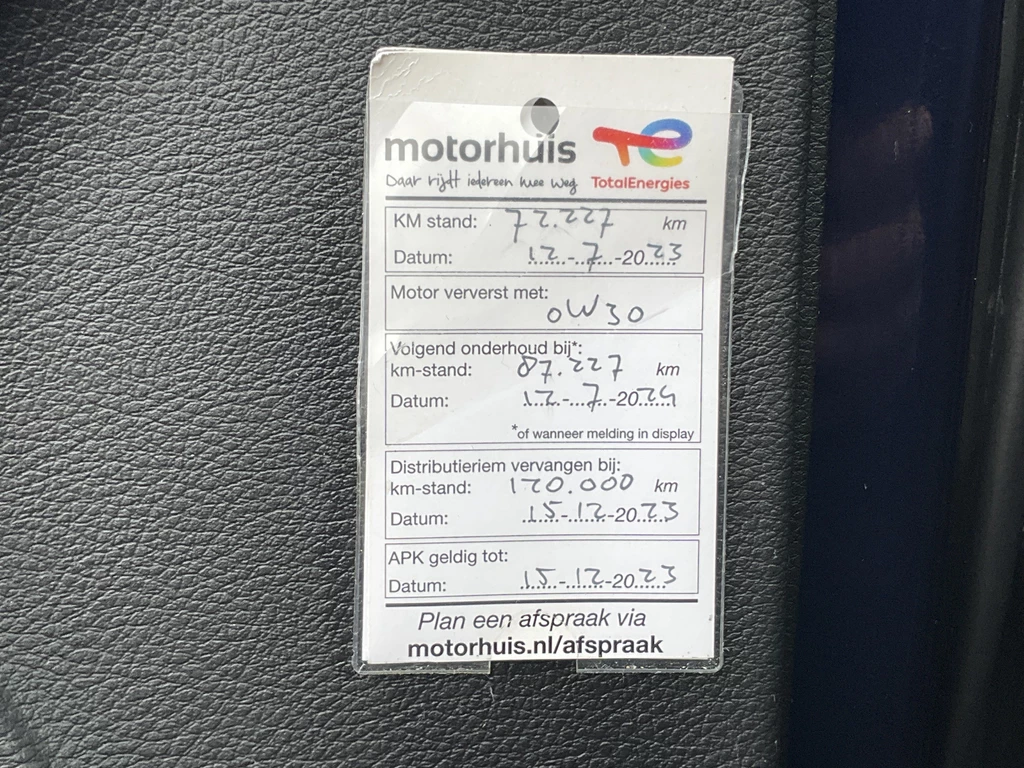 motorhuis
Daar rijdt iedereen mee weg
TotalEnergies
KM stand: 72.227 km
Datum: 12-7-2023
Motor ververst met:
0W30
Volgend onderhoud bij*:
km-stand: 87.227 km
Datum: 12-7-2024
*of wanneer melding in display
Distributieriem vervangen bij:
km-stand: 120.000 km
Datum: 15-12-2023
APK geldig tot:
Datum: 15-12-2023
Plan een afspraak via
motorhuis.nl/afspraak